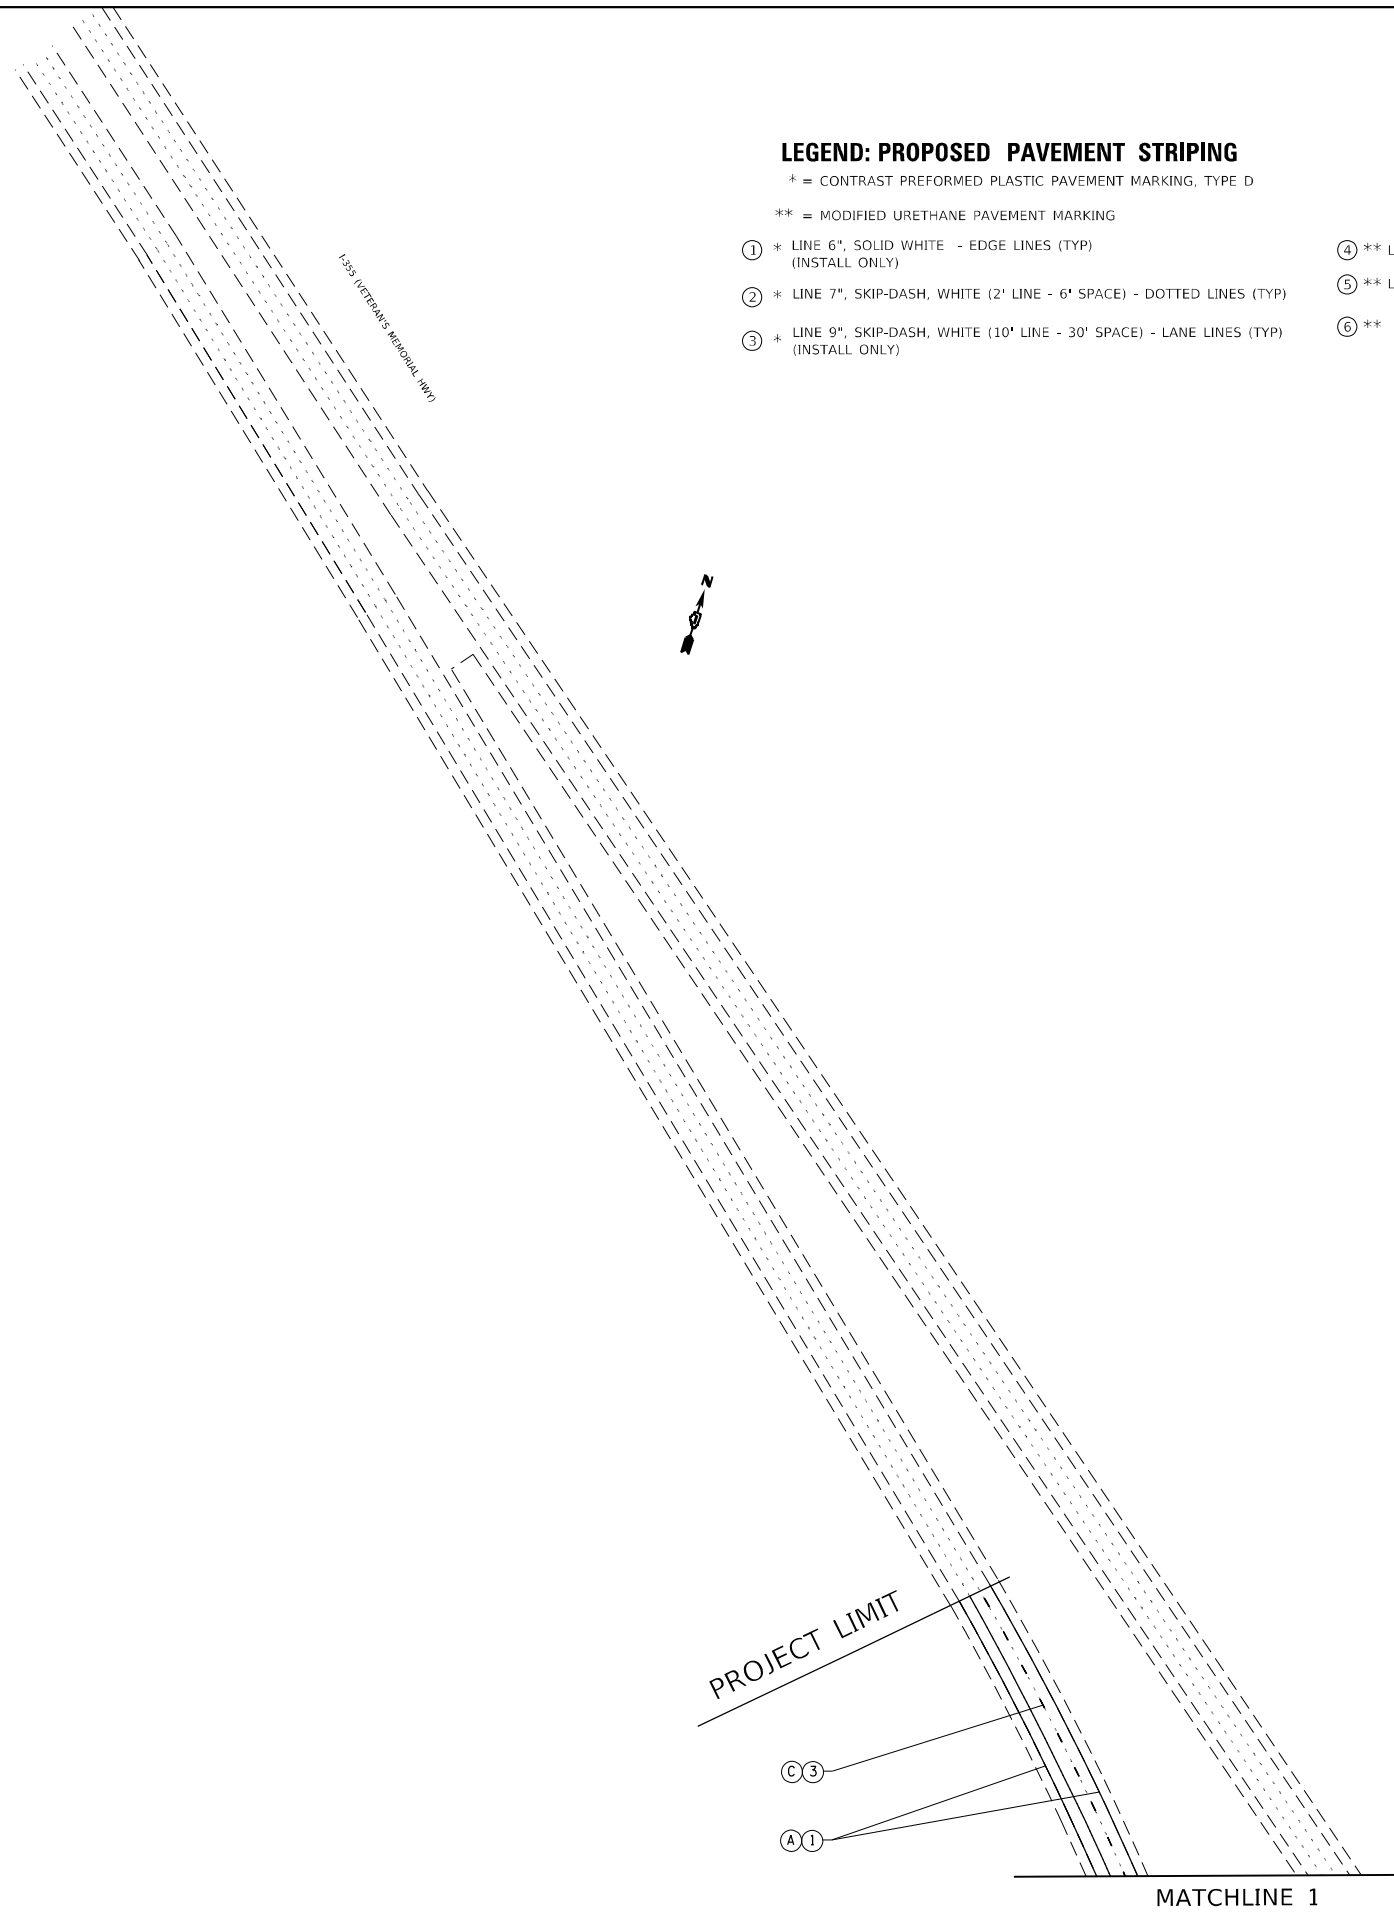 LEGEND: PROPOSED PAVEMENT STRIPING
* = CONTRAST PREFORMED PLASTIC PAVEMENT MARKING, TYPE D
** = MODIFIED URETHANE PAVEMENT MARKING
1 * LINE 6", SOLID WHITE - EDGE LINES (TYP)
(INSTALL ONLY)
2 * LINE 7", SKIP-DASH, WHITE (2' LINE - 6' SPACE) - DOTTED LINES (TYP)
3 * LINE 9", SKIP-DASH, WHITE (10' LINE - 30' SPACE) - LANE LINES (TYP)
(INSTALL ONLY)
4 ** L
5 ** L
6 **
I-355 (VETERAN'S MEMORIAL HWY)
N
PROJECT LIMIT
C 3
A 1
MATCHLINE 1